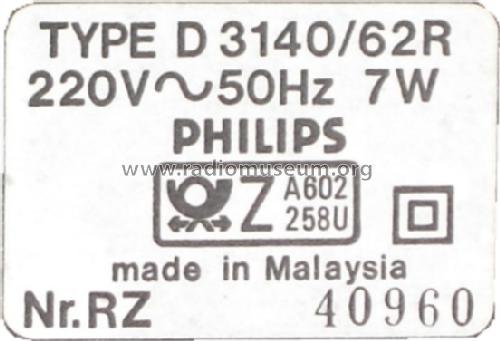 TYPE D 3140/62R
220V~50Hz 7W
PHILIPS
www.radiomuseum.org
Z A602
258U
made in Malaysia
Nr.RZ 40960